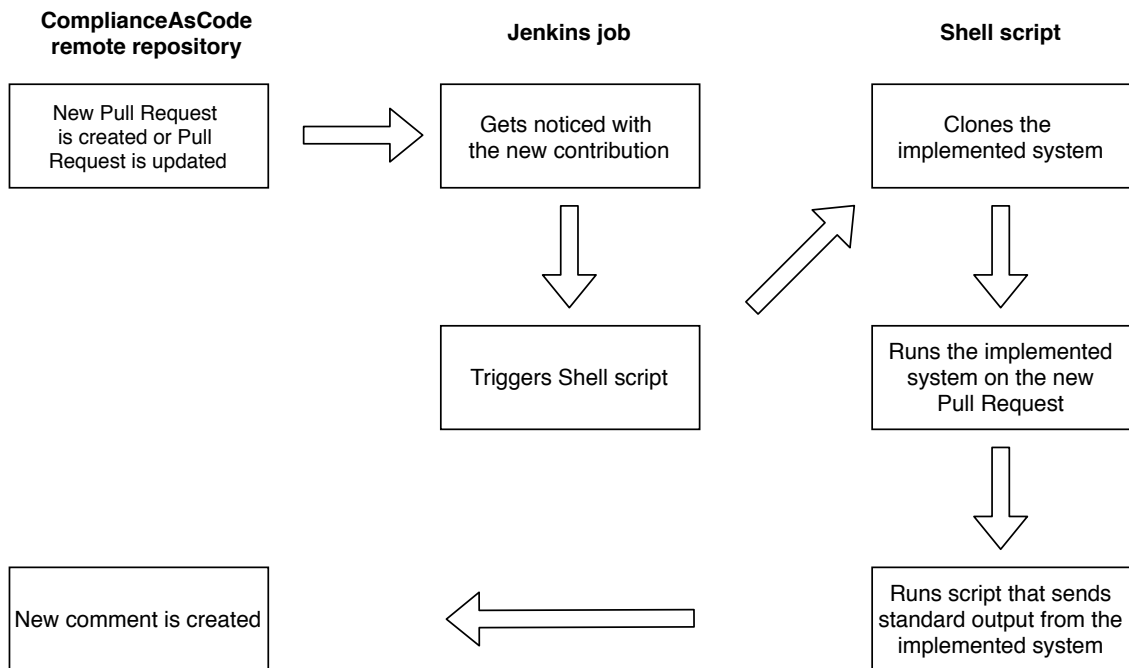 ComplianceAsCode
remote repository
Jenkins job
Shell script
New Pull Request
is created or Pull
Request is updated
Gets noticed with
the new contribution
Clones the
implemented system
Triggers Shell script
Runs the implemented
system on the new
Pull Request
New comment is created
Runs script that sends
standard output from the
implemented system